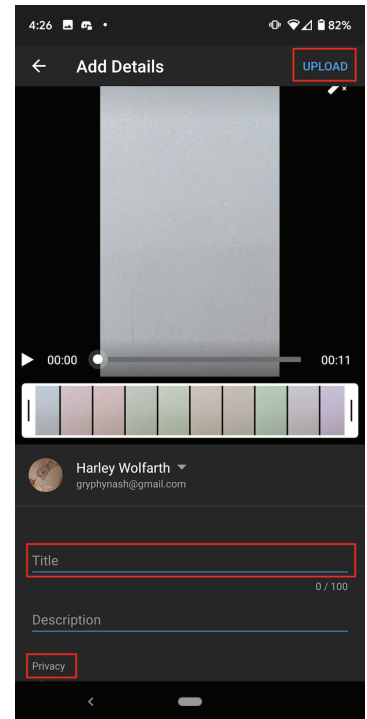 4:26
82%
Add Details
UPLOAD
00:00
00:11
Harley Wolfarth
gryphynash@gmail.com
Title
0 / 100
Description
Privacy